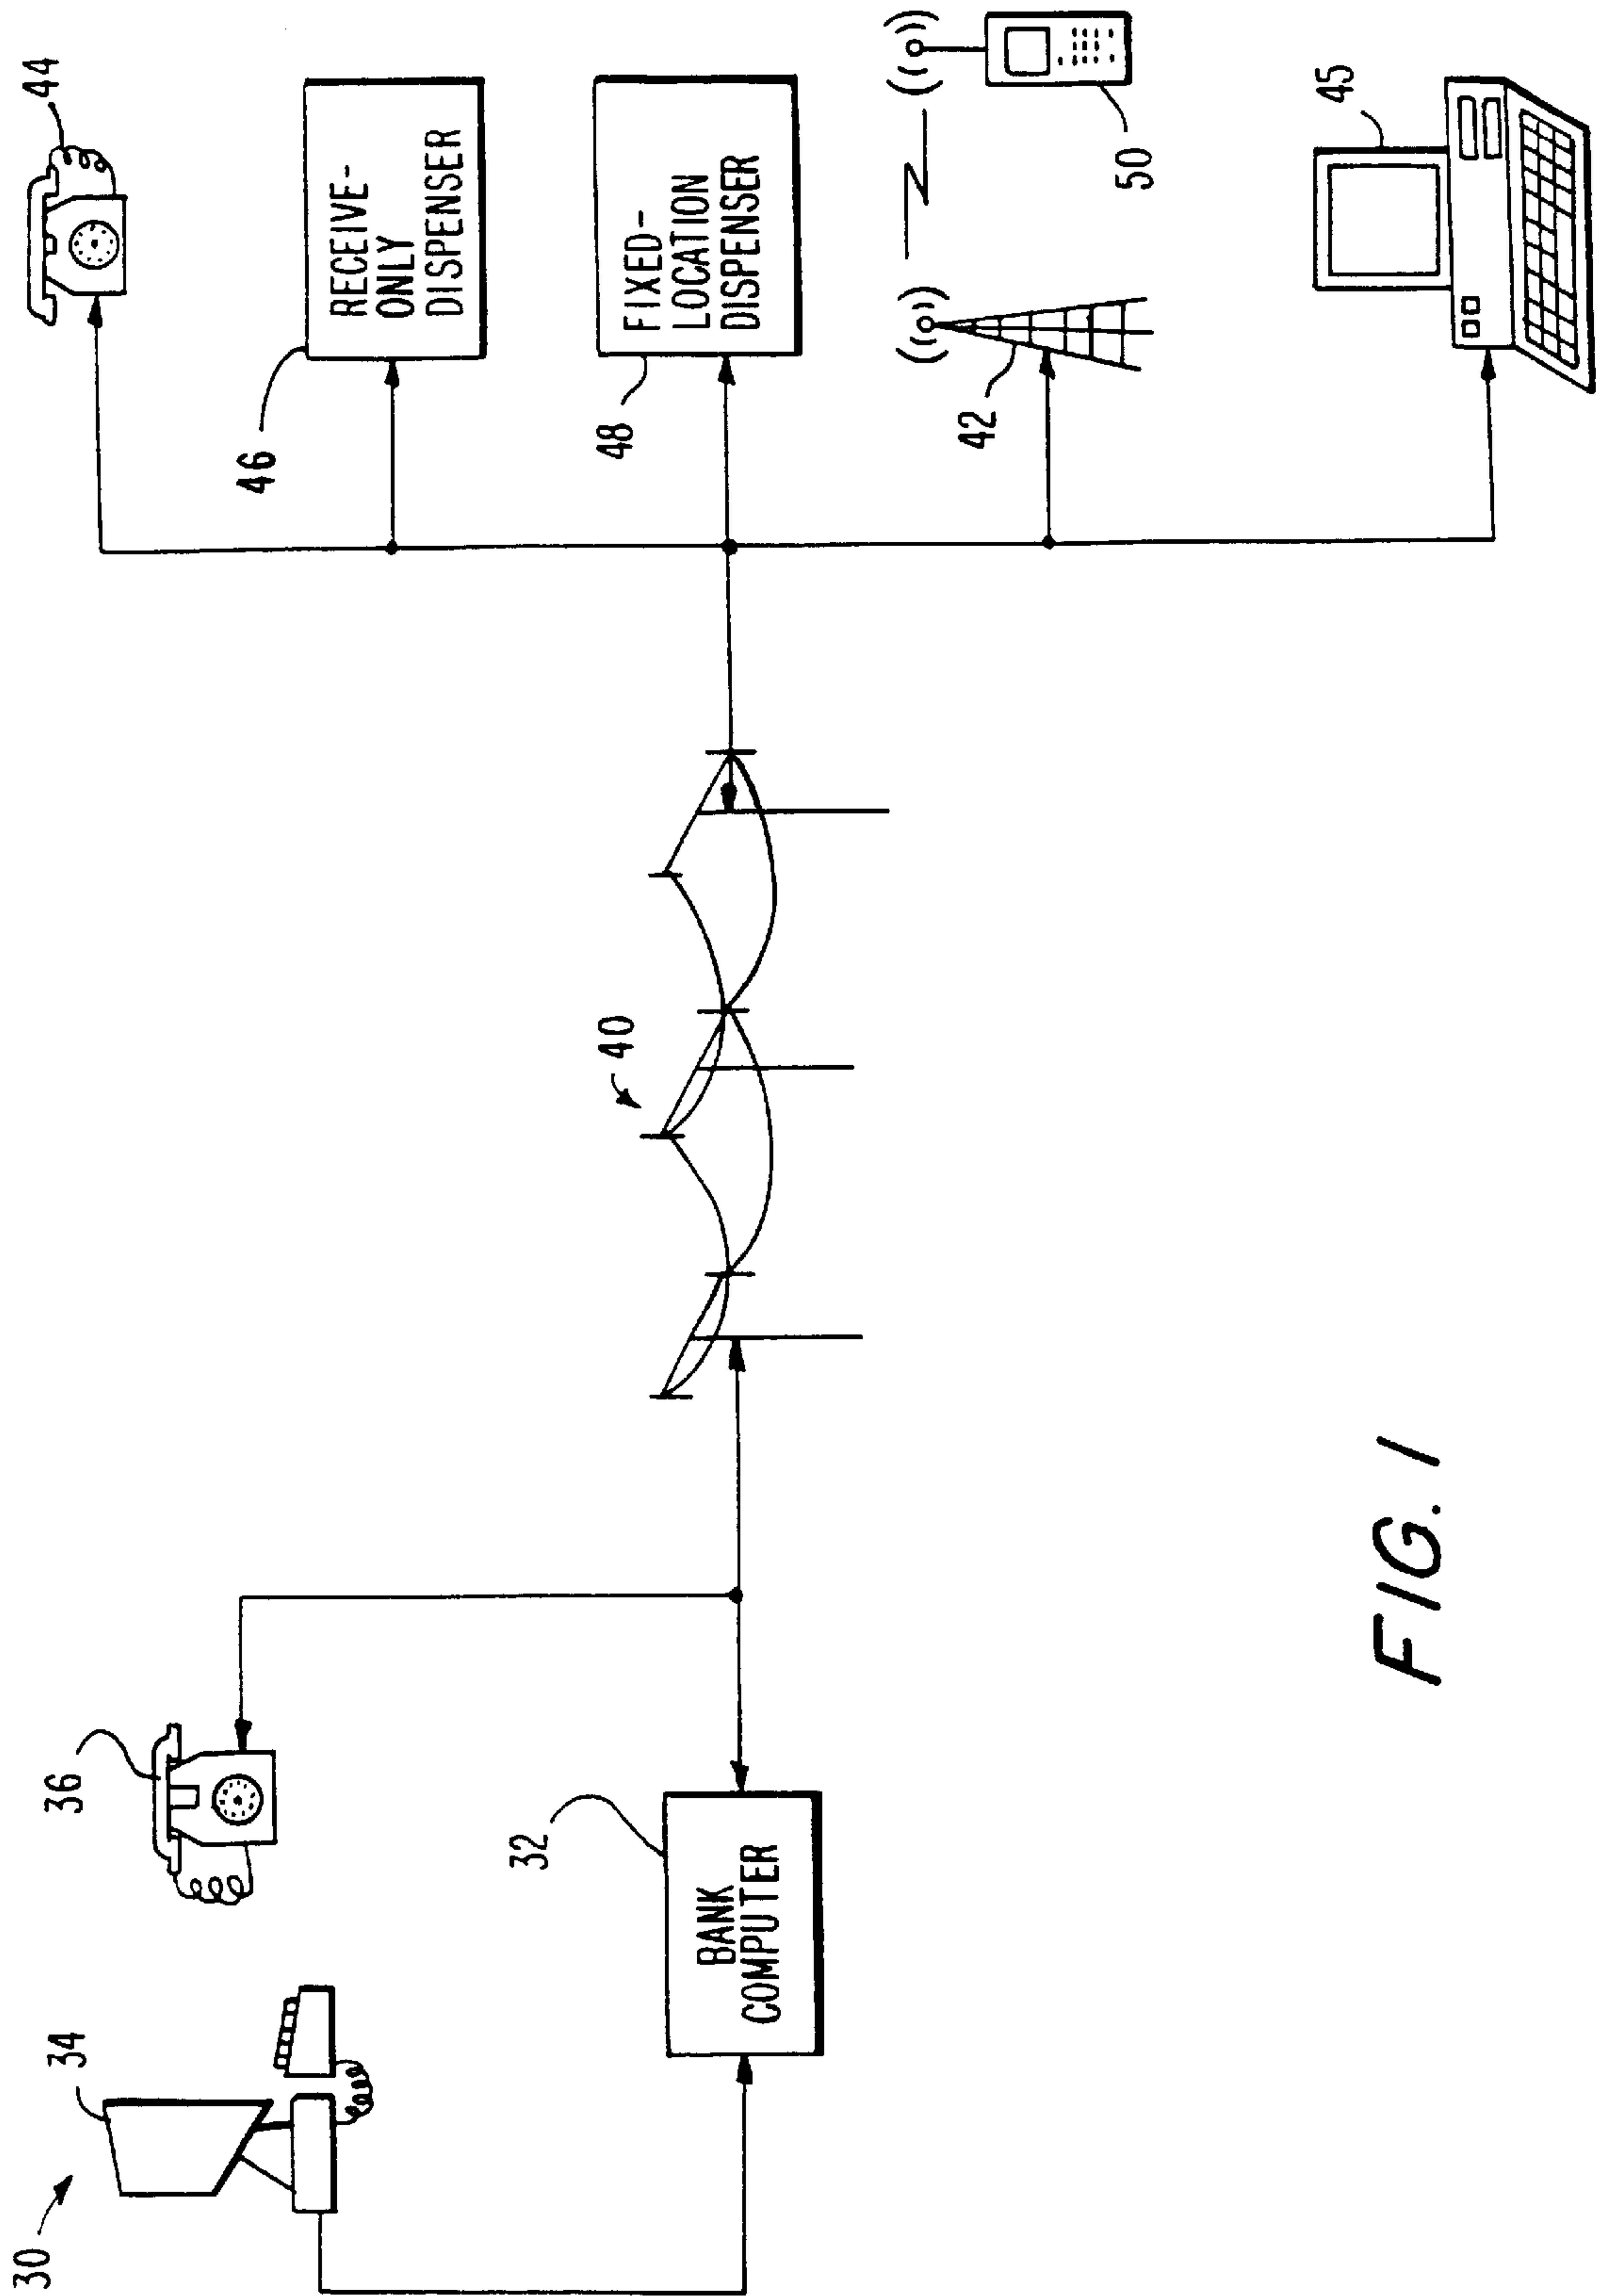 30
34
36
32
BANK
COMPUTER
40
44
46
RECEIVE-
ONLY
DISPENSER
48
FIXED-
LOCATION
DISPENSER
42
50
45
FIG. 1